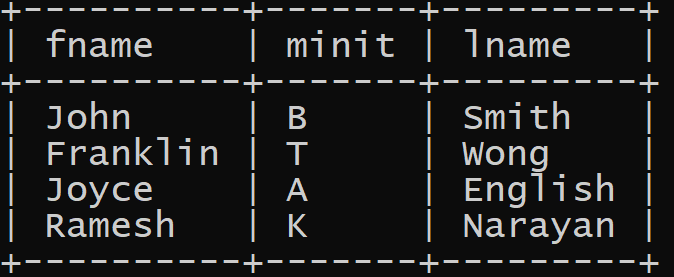 +----------+-------+---------+
| fname    | minit | lname   |
+----------+-------+---------+
| John     | B     | Smith   |
| Franklin | T     | Wong    |
| Joyce    | A     | English |
| Ramesh   | K     | Narayan |
+----------+-------+---------+